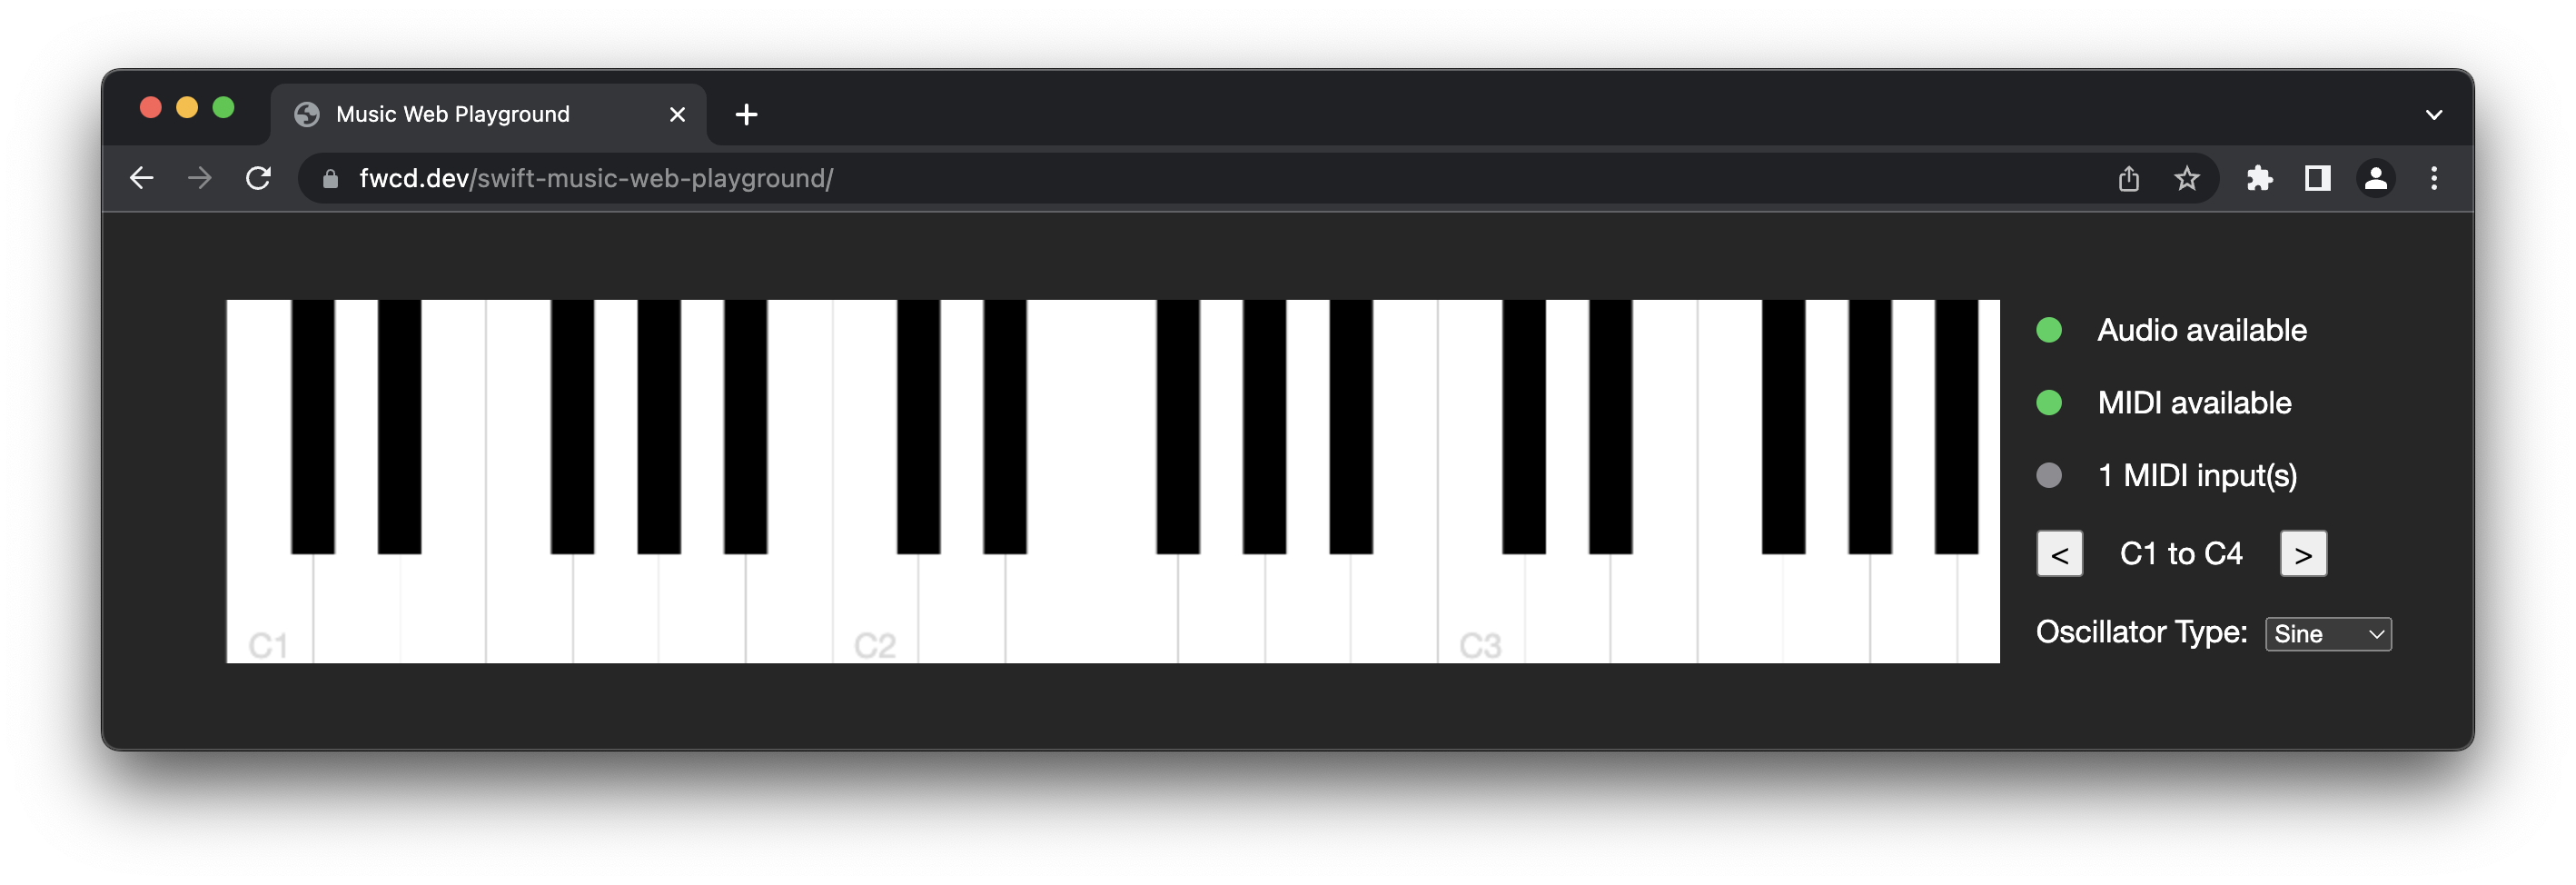 Music Web Playground
fwcd.dev/swift-music-web-playground/
Audio available
MIDI available
1 MIDI input(s)
< C1 to C4 >
Oscillator Type: Sine
C1 C2 C3